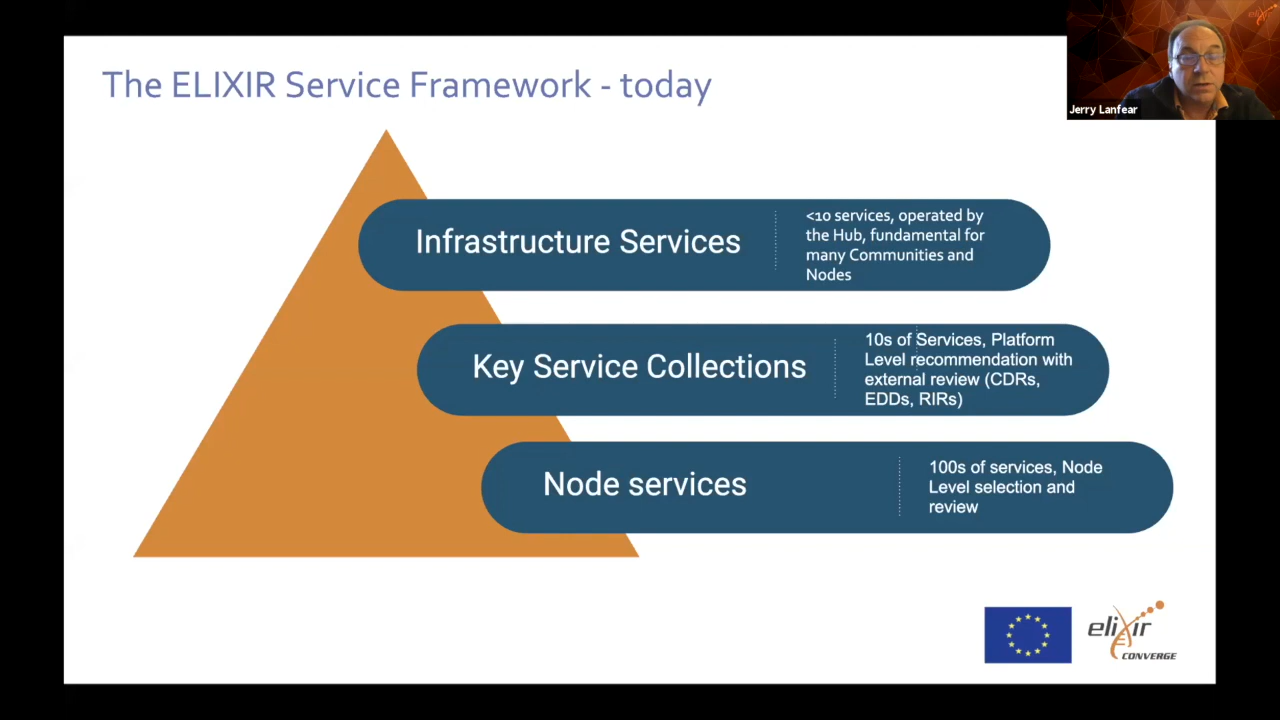 The ELIXIR Service Framework - today
elixir
Jerry Lanfear
Infrastructure Services
<10 services, operated by
the Hub, fundamental for
many Communities and
Nodes
Key Service Collections
10s of Services, Platform
Level recommendation with
external review (CDRs,
EDDs, RIRs)
Node services
100s of services, Node
Level selection and
review
elixir
CONVERGE